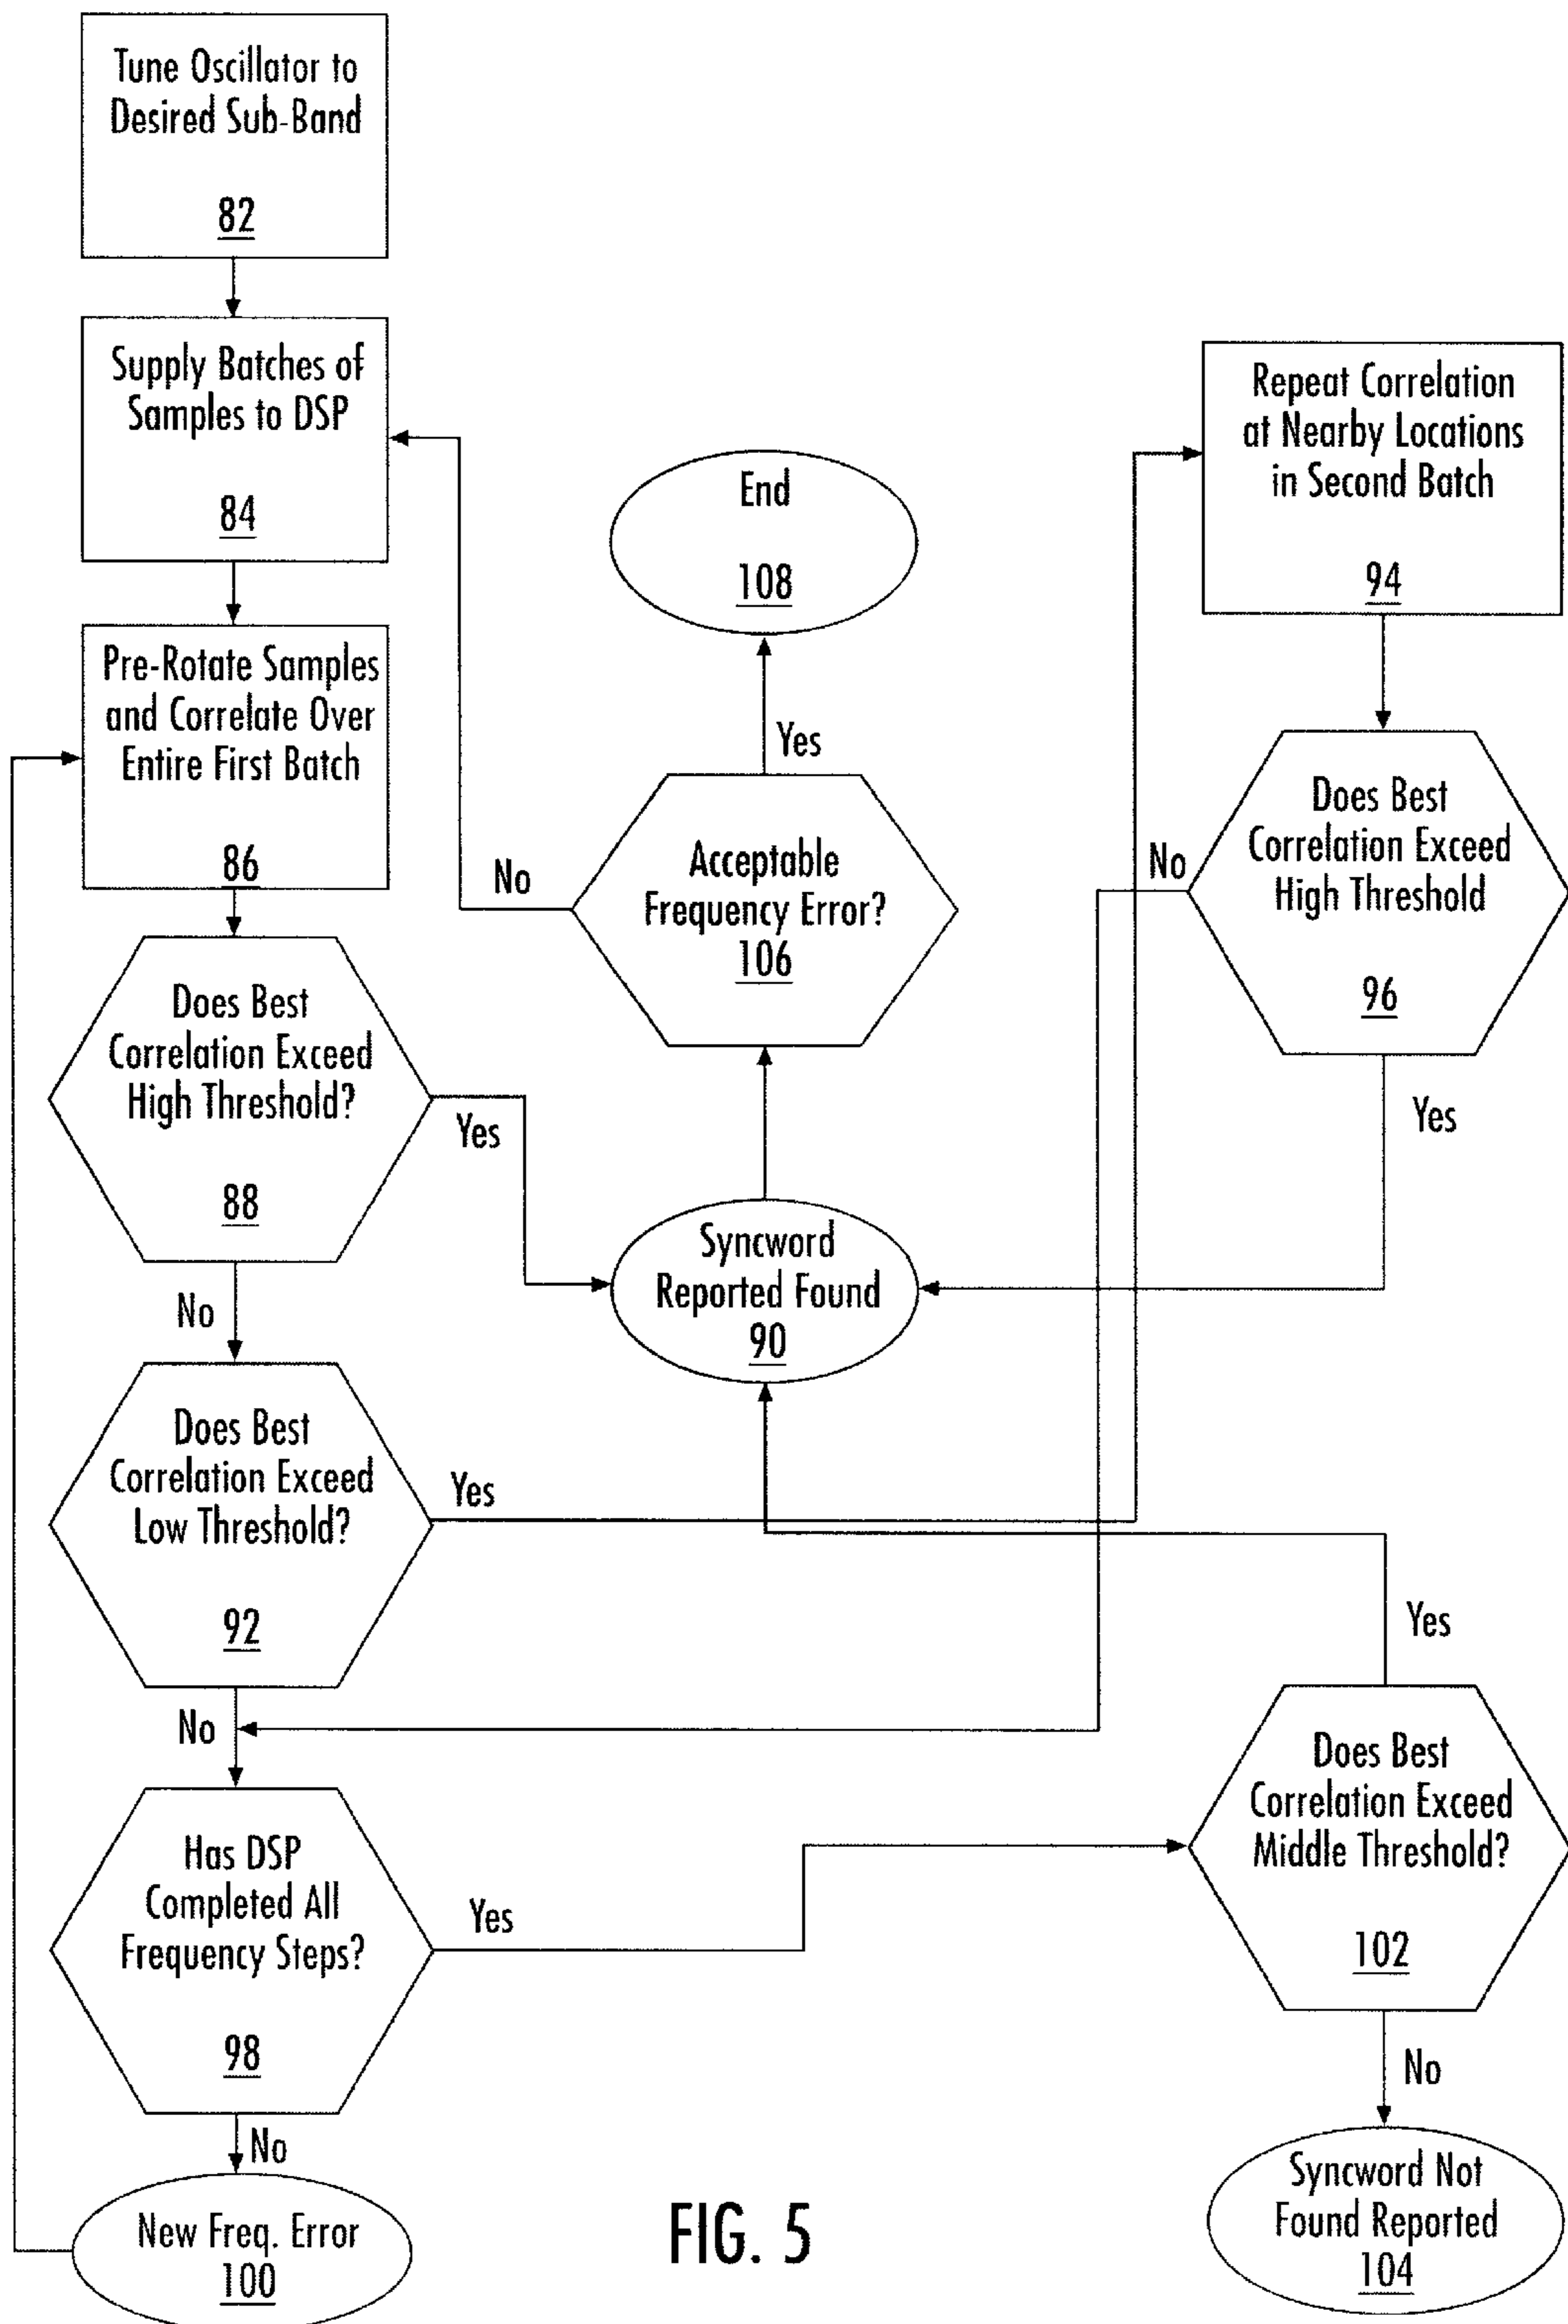 Tune Oscillator to
Desired Sub-Band
82
Supply Batches of
Samples to DSP
84
Pre-Rotate Samples
and Correlate Over
Entire First Batch
86
Does Best
Correlation Exceed
High Threshold?
88
Yes
No
Does Best
Correlation Exceed
Low Threshold?
92
Yes
No
Has DSP
Completed All
Frequency Steps?
98
Yes
No
New Freq. Error
100
End
108
Yes
Acceptable
Frequency Error?
106
No
Syncword
Reported Found
90
Repeat Correlation
at Nearby Locations
in Second Batch
94
Does Best
Correlation Exceed
High Threshold
96
No
Yes
Yes
Does Best
Correlation Exceed
Middle Threshold?
102
No
Syncword Not
Found Reported
104
FIG. 5